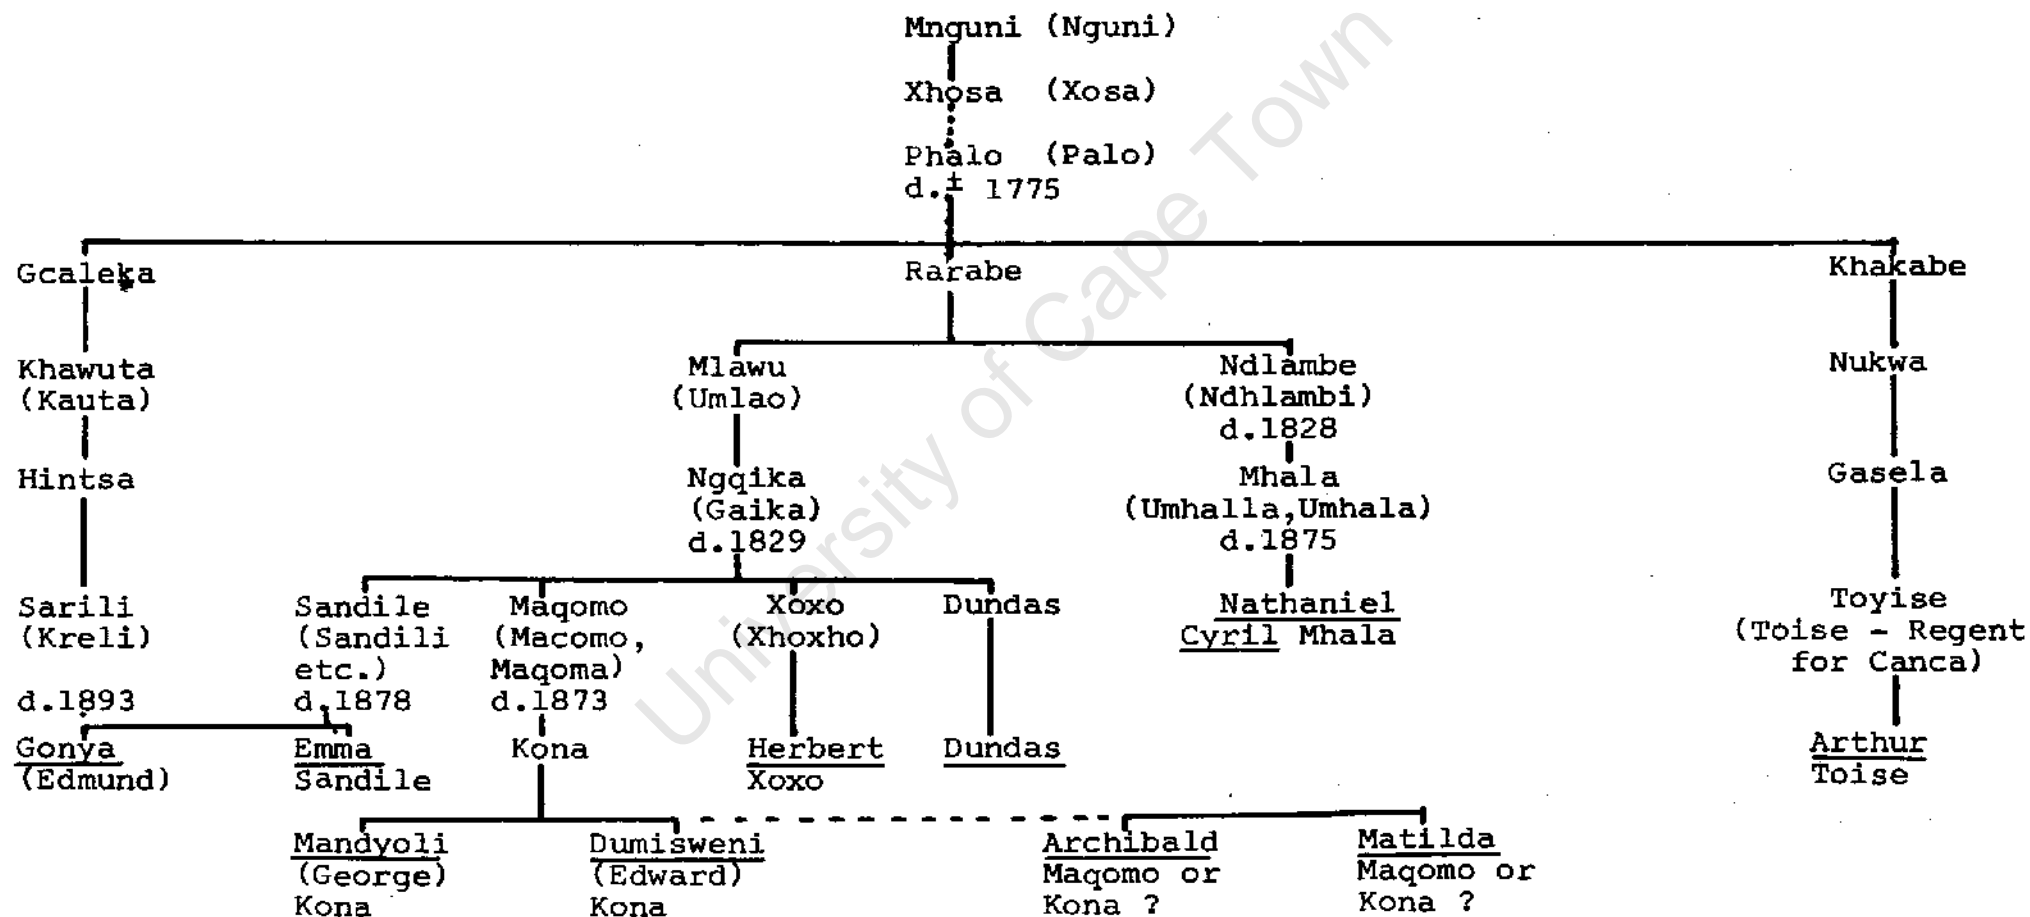 Mnguni (Nguni)
Xhosa (Xosa)
Phalo (Palo)
d.± 1775
Gcaleka Rarabe Khakabe
Khawuta Mlawu Ndlambe Nukwa
(Kauta) (Umlao) (Ndhlambi)
d.1828
Hintsa Ngqika Mhala Gasela
(Gaika) (Umhalla,Umhala)
d.1829 d.1875
Sarili Sandile Maqomo Xoxo Dundas Nathaniel Toyise
(Kreli) (Sandili (Macomo, (Xhoxho) Cyril Mhala (Toise - Regent
etc.) Maqoma) for Canca)
d.1893 d.1878 d.1873
Gonya Emma Kona Herbert Dundas Arthur
(Edmund) Sandile Xoxo Toise
Mandyoli Dumisweni Archibald Matilda
(George) (Edward) Maqomo or Maqomo or
Kona Kona Kona ? Kona ?
University of Cape Town